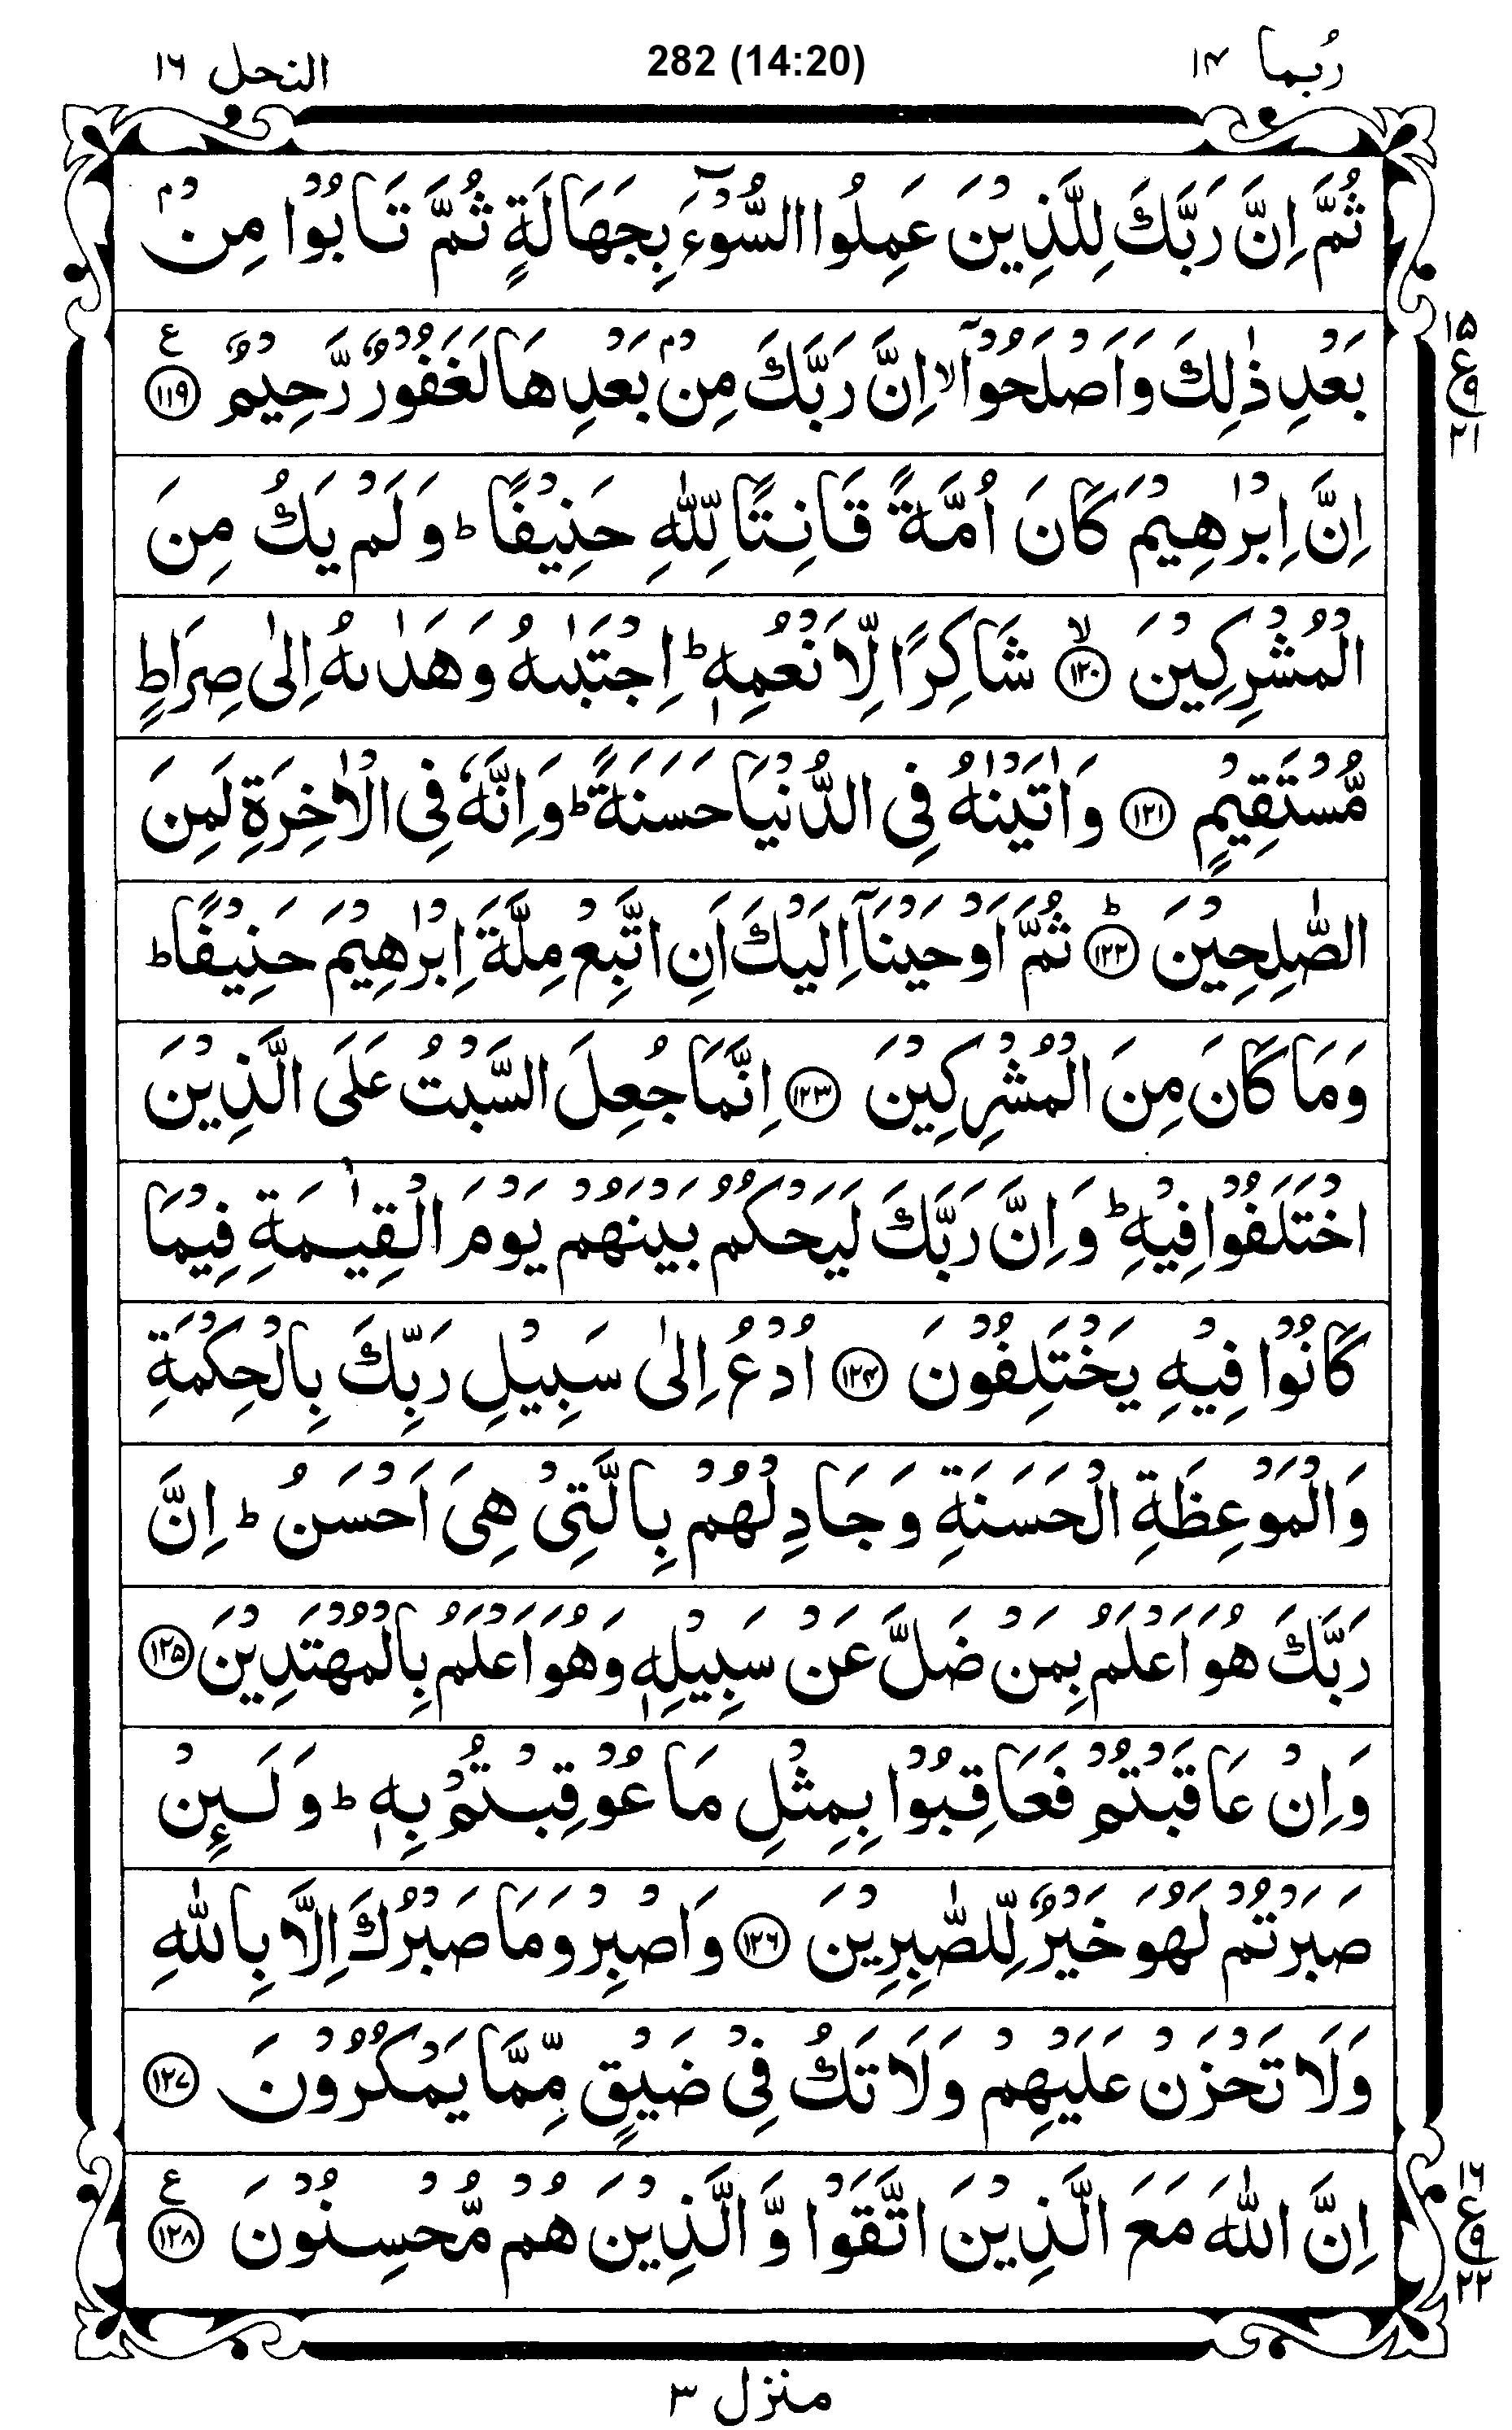 رُبَمَا ١٤ 282 (14:20) النحل ١٦
ثُمَّ اِنَّ رَبَّكَ لِلَّذِيْنَ عَمِلُوا السُّوْٓءَ بِجَهَالَةٍ ثُمَّ تَابُوْا مِنْۢ
بَعْدِ ذٰلِكَ وَاَصْلَحُوْۤا ۙ اِنَّ رَبَّكَ مِنْۢ بَعْدِهَا لَغَفُوْرٌ رَّحِيْمٌ ع ١١٩
١٥ ع ٩ ٢١
اِنَّ اِبْرٰهِيْمَ كَانَ اُمَّةً قَانِتًا لِّلّٰهِ حَنِيْفًا ؕ وَلَمْ يَكُ مِنَ
الْمُشْرِكِيْنَ ۙ ١٢٠ شَاكِرًا لِّاَنْعُمِهٖ ؕ اِجْتَبٰىهُ وَهَدٰىهُ اِلٰى صِرَاطٍ
مُّسْتَقِيْمٍ ١٢١ وَاٰتَيْنٰهُ فِى الدُّنْيَا حَسَنَةً ؕ وَاِنَّهٗ فِى الْاٰخِرَةِ لَمِنَ
الصّٰلِحِيْنَ ؕ ١٢٢ ثُمَّ اَوْحَيْنَاۤ اِلَيْكَ اَنِ اتَّبِعْ مِلَّةَ اِبْرٰهِيْمَ حَنِيْفًا ؕ
وَمَا كَانَ مِنَ الْمُشْرِكِيْنَ ١٢٣ اِنَّمَا جُعِلَ السَّبْتُ عَلَى الَّذِيْنَ
اخْتَلَفُوْا فِيْهِ ؕ وَاِنَّ رَبَّكَ لَيَحْكُمُ بَيْنَهُمْ يَوْمَ الْقِيٰمَةِ فِيْمَا
كَانُوْا فِيْهِ يَخْتَلِفُوْنَ ١٢٤ اُدْعُ اِلٰى سَبِيْلِ رَبِّكَ بِالْحِكْمَةِ
وَالْمَوْعِظَةِ الْحَسَنَةِ وَجَادِلْهُمْ بِالَّتِىْ هِىَ اَحْسَنُ ؕ اِنَّ
رَبَّكَ هُوَ اَعْلَمُ بِمَنْ ضَلَّ عَنْ سَبِيْلِهٖ وَهُوَ اَعْلَمُ بِالْمُهْتَدِيْنَ ١٢٥
وَاِنْ عَاقَبْتُمْ فَعَاقِبُوْا بِمِثْلِ مَا عُوْقِبْتُمْ بِهٖ ؕ وَلَئِنْ
صَبَرْتُمْ لَهُوَ خَيْرٌ لِّلصّٰبِرِيْنَ ١٢٦ وَاصْبِرْ وَمَا صَبْرُكَ اِلَّا بِاللّٰهِ
وَلَا تَحْزَنْ عَلَيْهِمْ وَلَا تَكُ فِىْ ضَيْقٍ مِّمَّا يَمْكُرُوْنَ ١٢٧
اِنَّ اللّٰهَ مَعَ الَّذِيْنَ اتَّقَوْا وَّالَّذِيْنَ هُمْ مُّحْسِنُوْنَ ع ١٢٨
١٦ ع ٩ ٢٢
منزل ٣